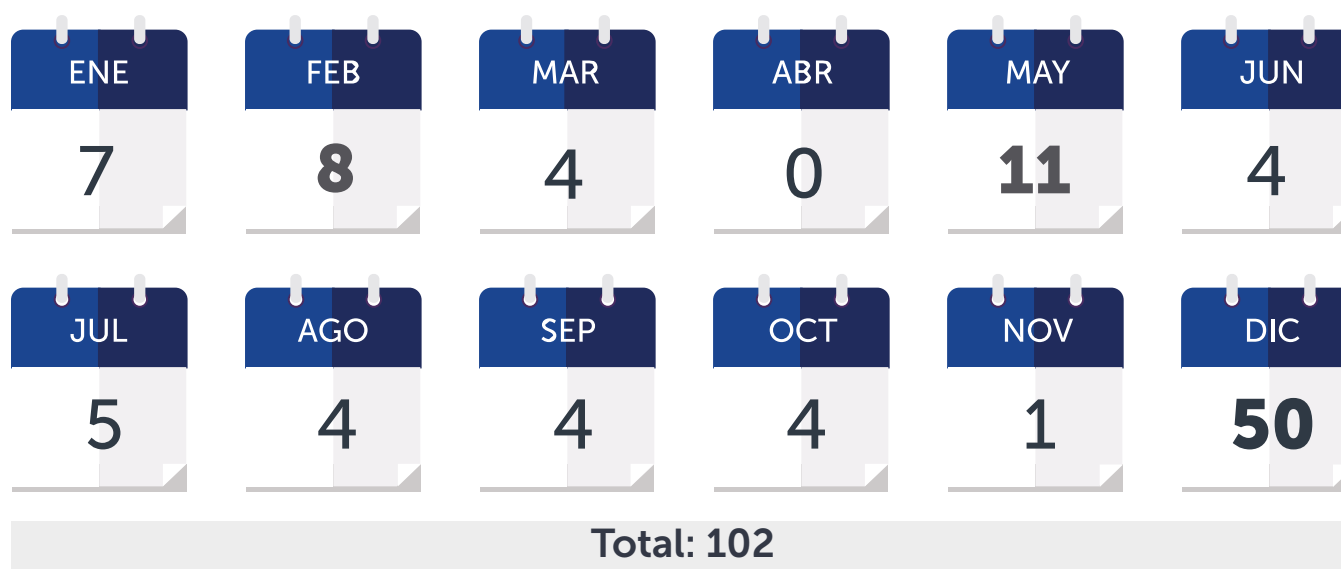 ENE FEB MAR ABR MAY JUN
7 8 4 0 11 4
JUL AGO SEP OCT NOV DIC
5 4 4 4 1 50
Total: 102